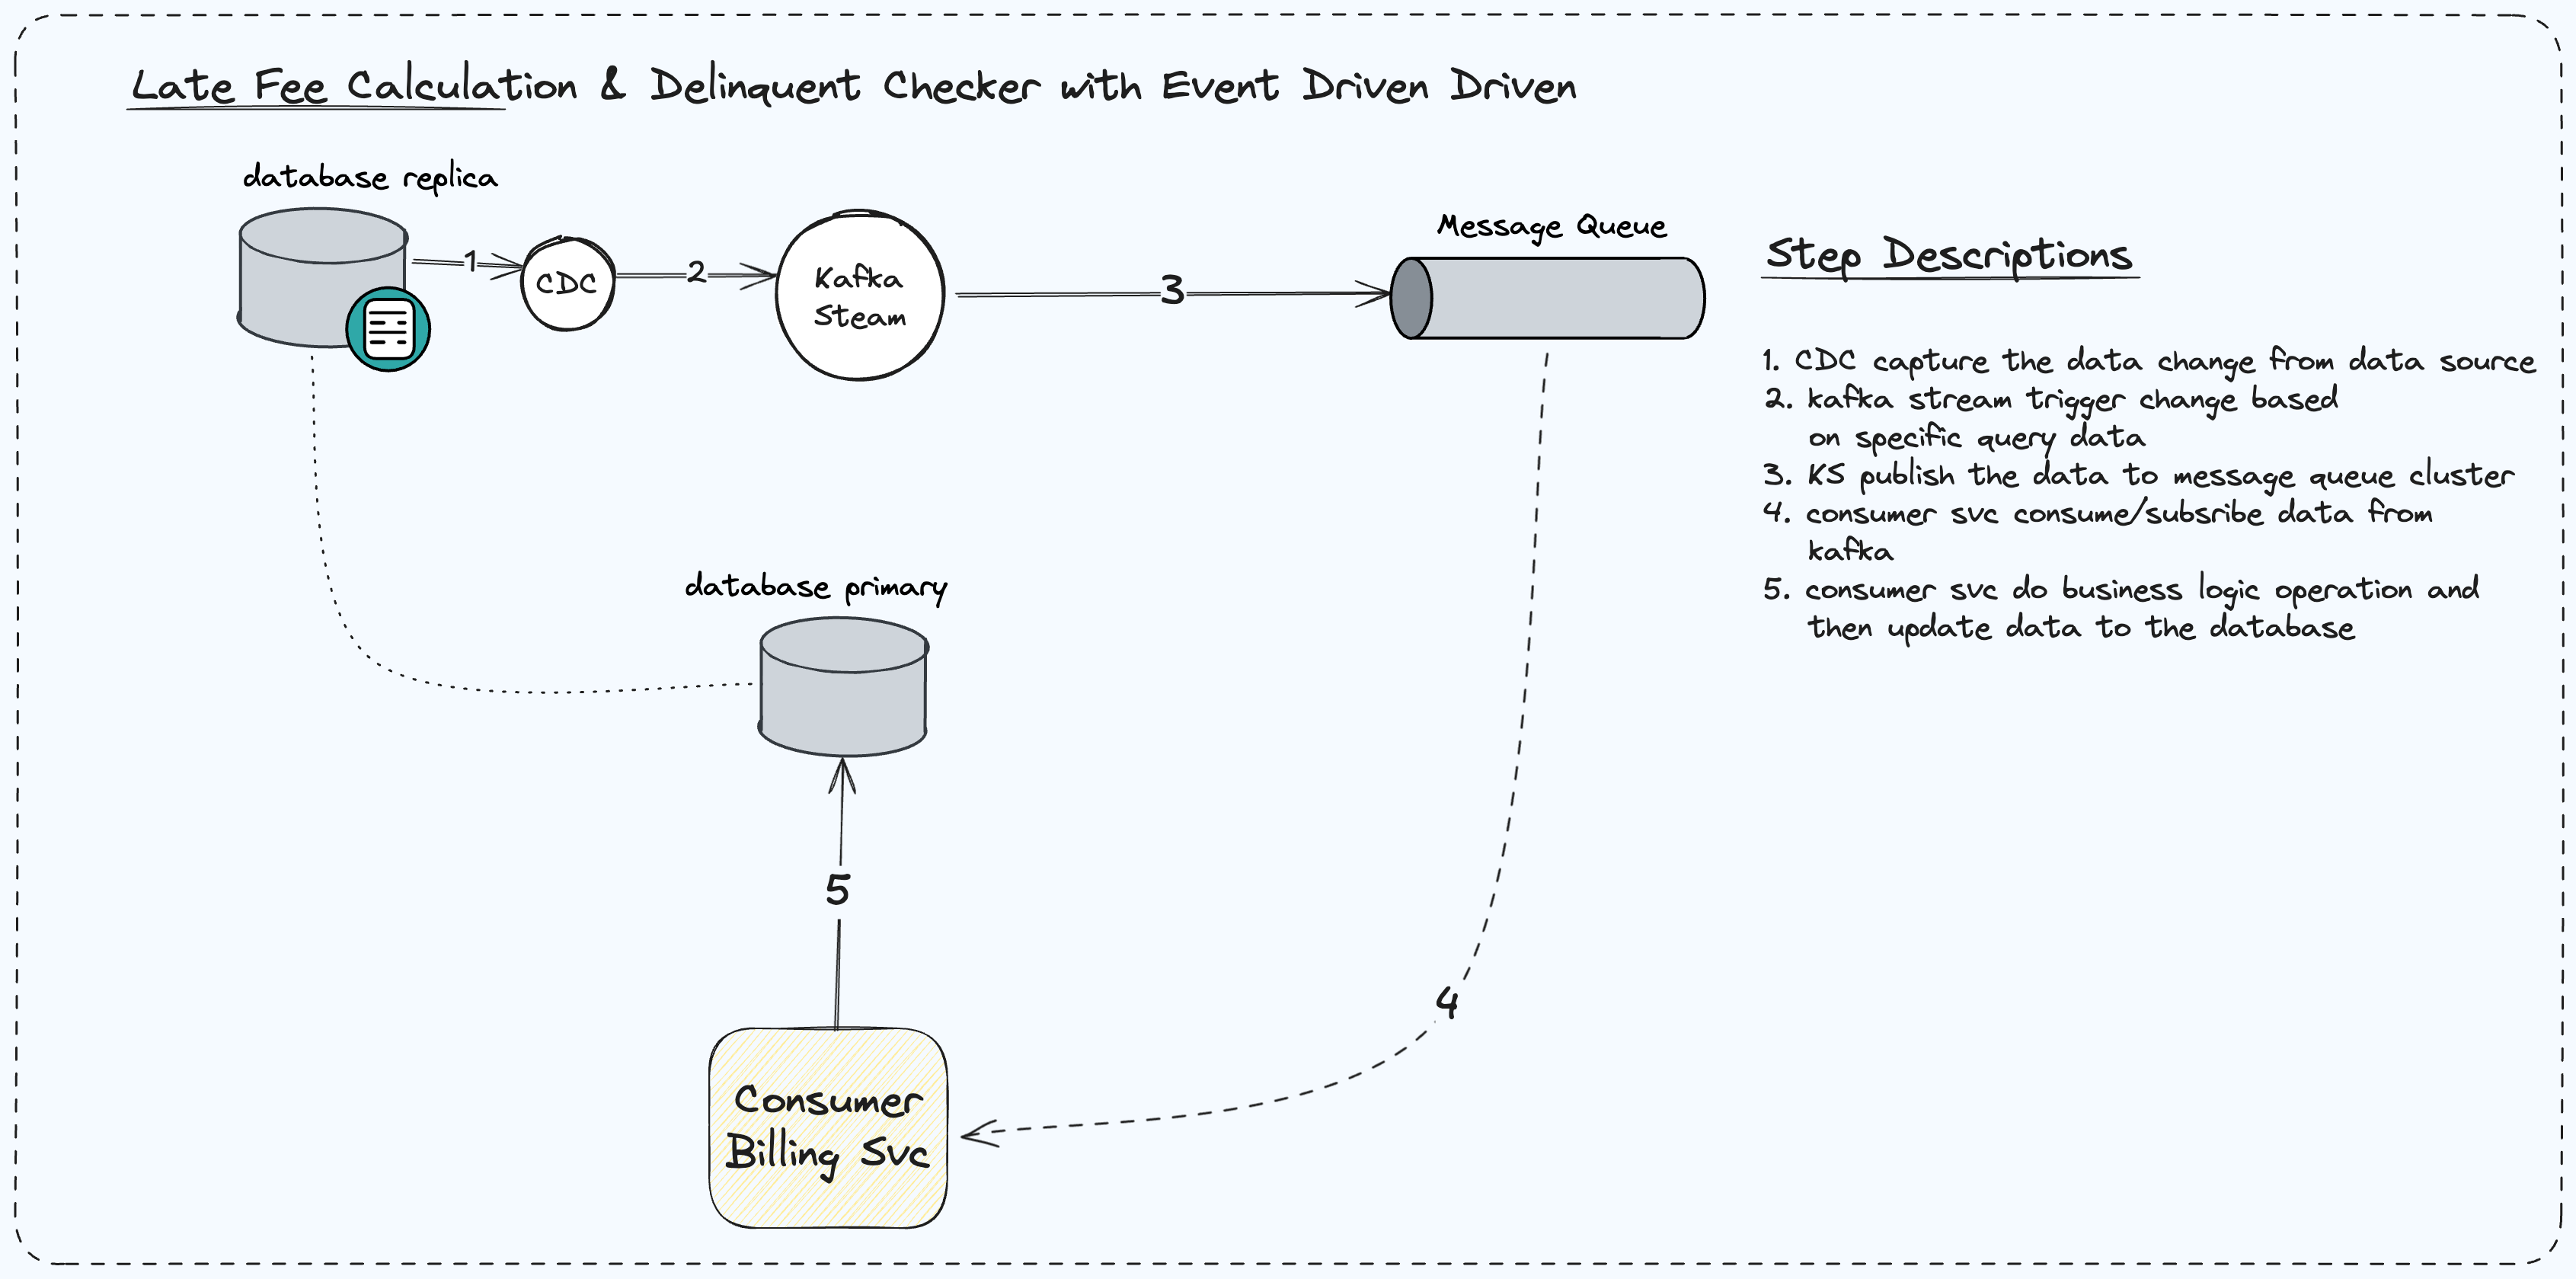 Late Fee Calculation & Delinquent Checker with Event Driven Driven
database replica
1
CDC
2
Kafka
Steam
3
Message Queue
Step Descriptions
1. CDC capture the data change from data source
2. kafka stream trigger change based
on specific query data
3. KS publish the data to message queue cluster
4. consumer svc consume/subsribe data from
kafka
5. consumer svc do business logic operation and
then update data to the database
database primary
5
4
Consumer
Billing Svc